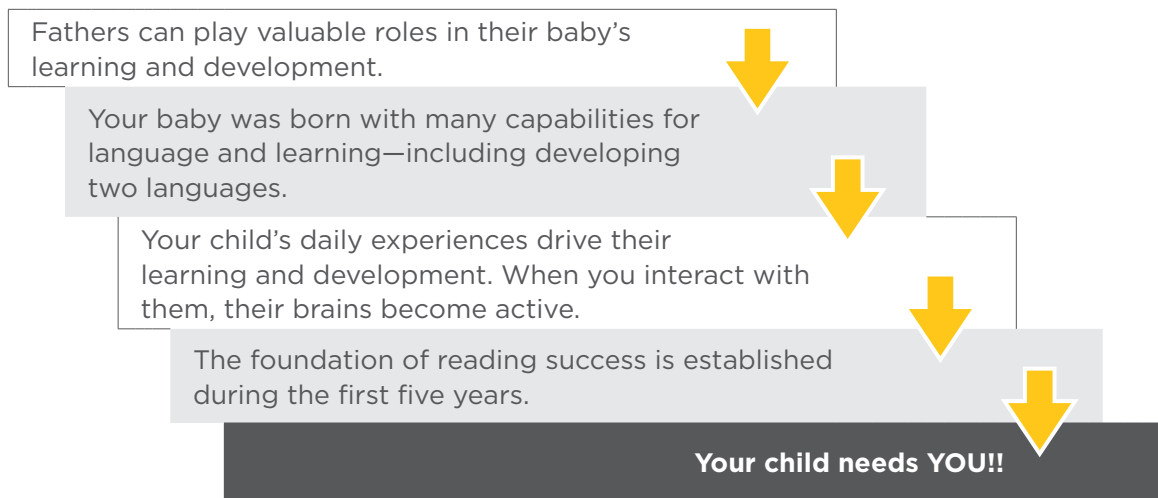 Fathers can play valuable roles in their baby’s
learning and development.
Your baby was born with many capabilities for
language and learning—including developing
two languages.
Your child’s daily experiences drive their
learning and development. When you interact with
them, their brains become active.
The foundation of reading success is established
during the first five years.
Your child needs YOU!!